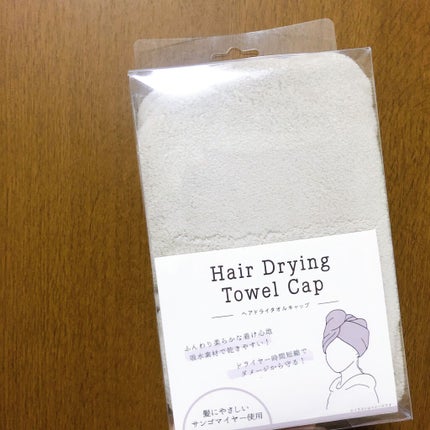 Hair Drying
Towel Cap
ヘアドライタオルキャップ
ふんわり柔らかな着け心地
吸水素材で乾きやすい！
ドライヤー時間短縮で
ダメージから守る！
髪にやさしい
サンゴマイヤー使用